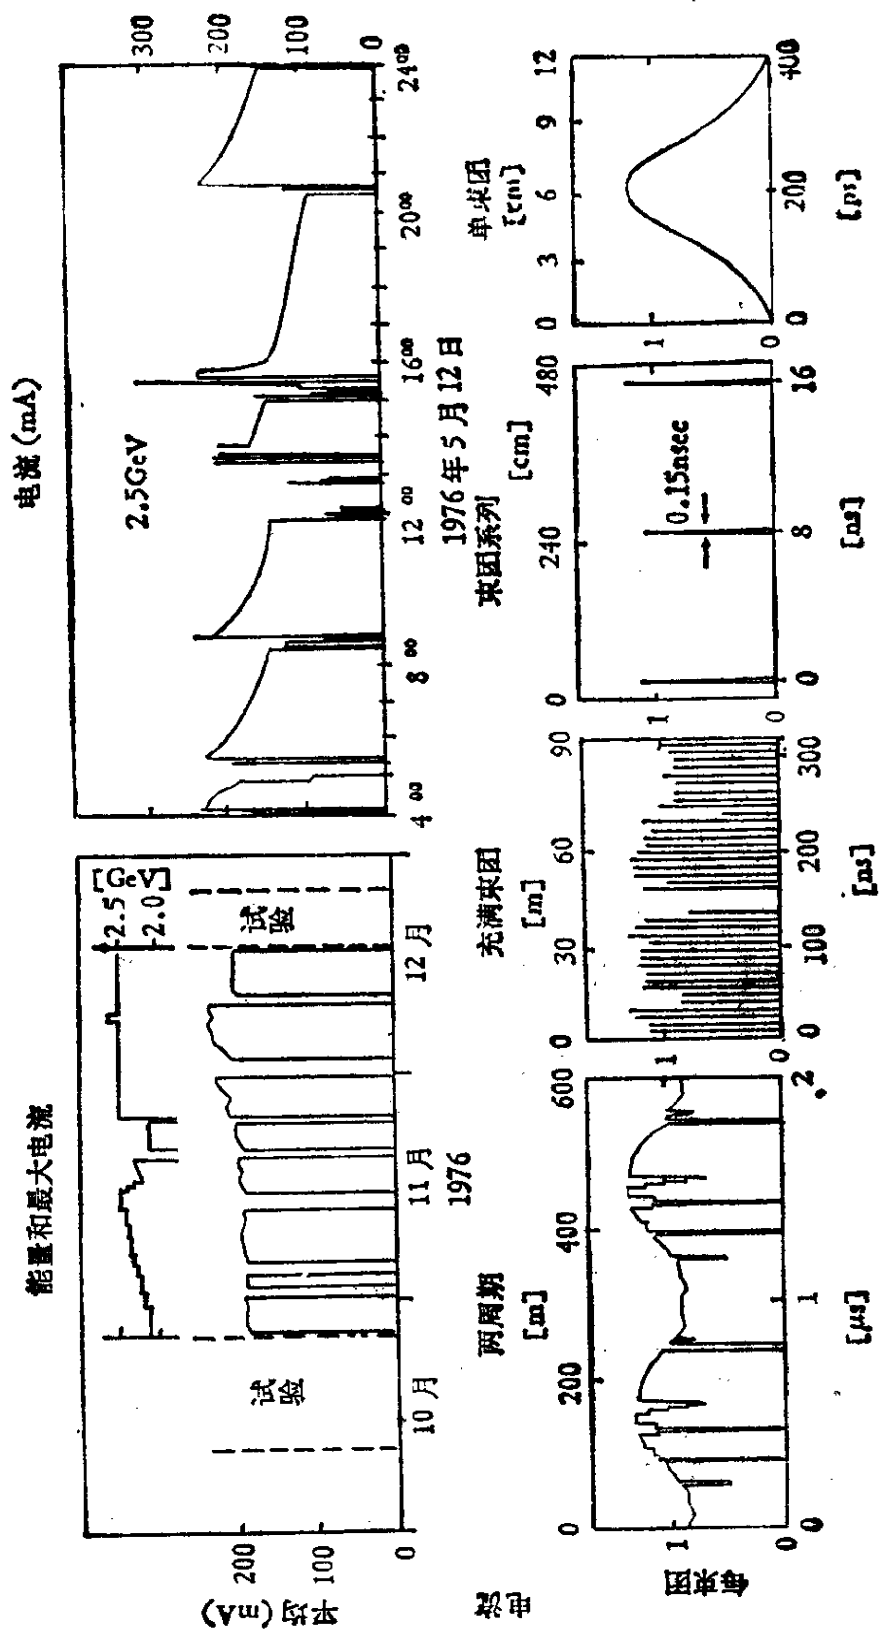 能量和最大电流
电流(mA)
平均(mA)
200
100
0
[GeV]
2.5
2.0
试验
试验
10月
11月
12月
1976
2.5GeV
300
200
100
0
4 00
8 00
12 00
16 00
20 00
24 00
1976年5月12日
电流
每束团
两周期
[m]
0
200
400
600
1
0
0
1
2
[μs]
充满束团
[m]
0
30
60
90
1
0
0
100
200
300
[ns]
束团系列
[cm]
0
240
480
1
0
0.15nsec
0
8
16
[ns]
单束团
[cm]
0
3
6
9
12
1
0
0
200
400
[ps]